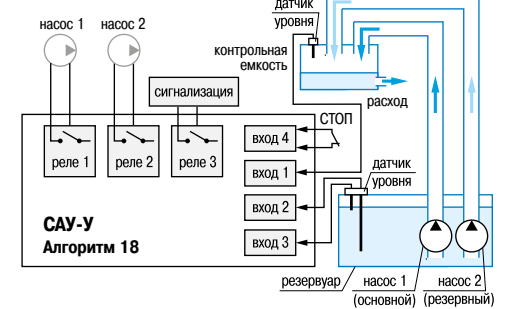 датчик
уровня
насос 1 насос 2
контрольная
емкость
сигнализация
расход
СТОП
вход 4
реле 1 реле 2 реле 3
вход 1
датчик
уровня
вход 2
САУ-У
Алгоритм 18
вход 3
резервуар
насос 1 насос 2
(основной) (резервный)